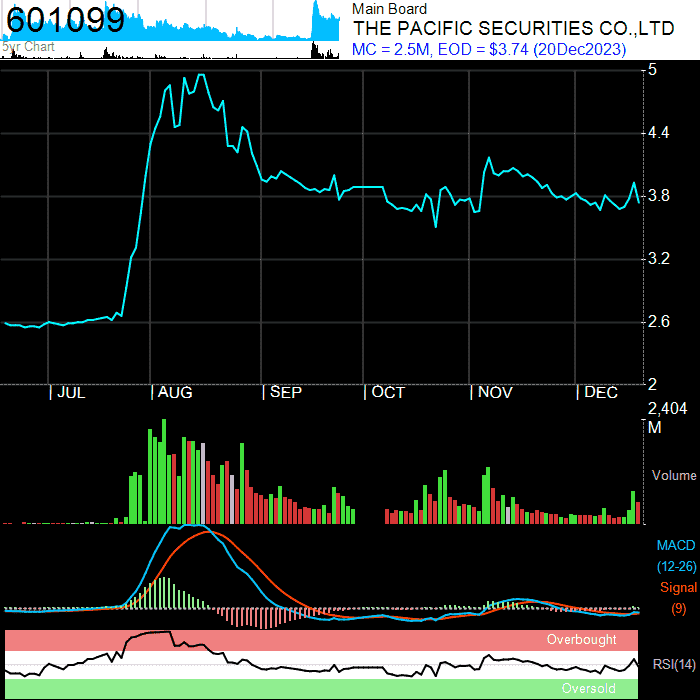 601099
5yr Chart
Main Board
THE PACIFIC SECURITIES CO.,LTD
MC = 2.5M, EOD = $3.74 (20Dec2023)
5
4.4
3.8
3.2
2.6
2
JUL
AUG
SEP
OCT
NOV
DEC
2,404
M
Volume
MACD
(12-26)
Signal
(9)
Overbought
RSI(14)
Oversold